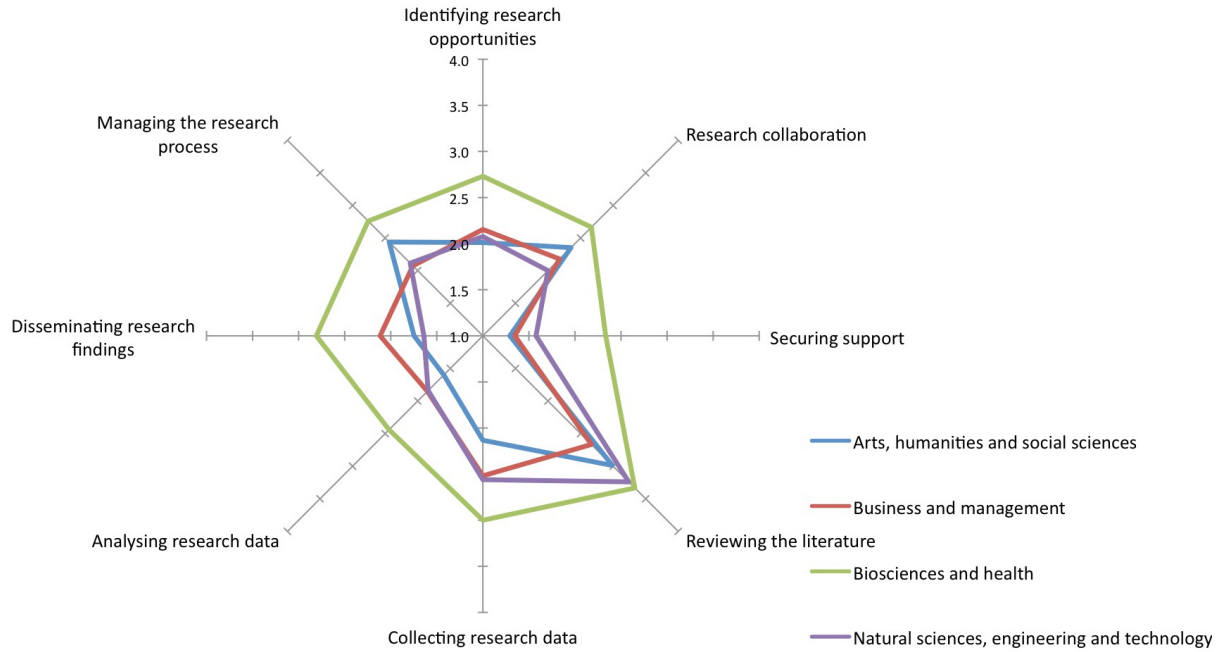 Identifying research
opportunities
4.0
3.5
Managing the research
process
Research collaboration
3.0
2.5
2.0
1.5
Disseminating research
findings
1.0
Securing support
Arts, humanities and social sciences
Business and management
Analysing research data
Reviewing the literature
Biosciences and health
Collecting research data
Natural sciences, engineering and technology